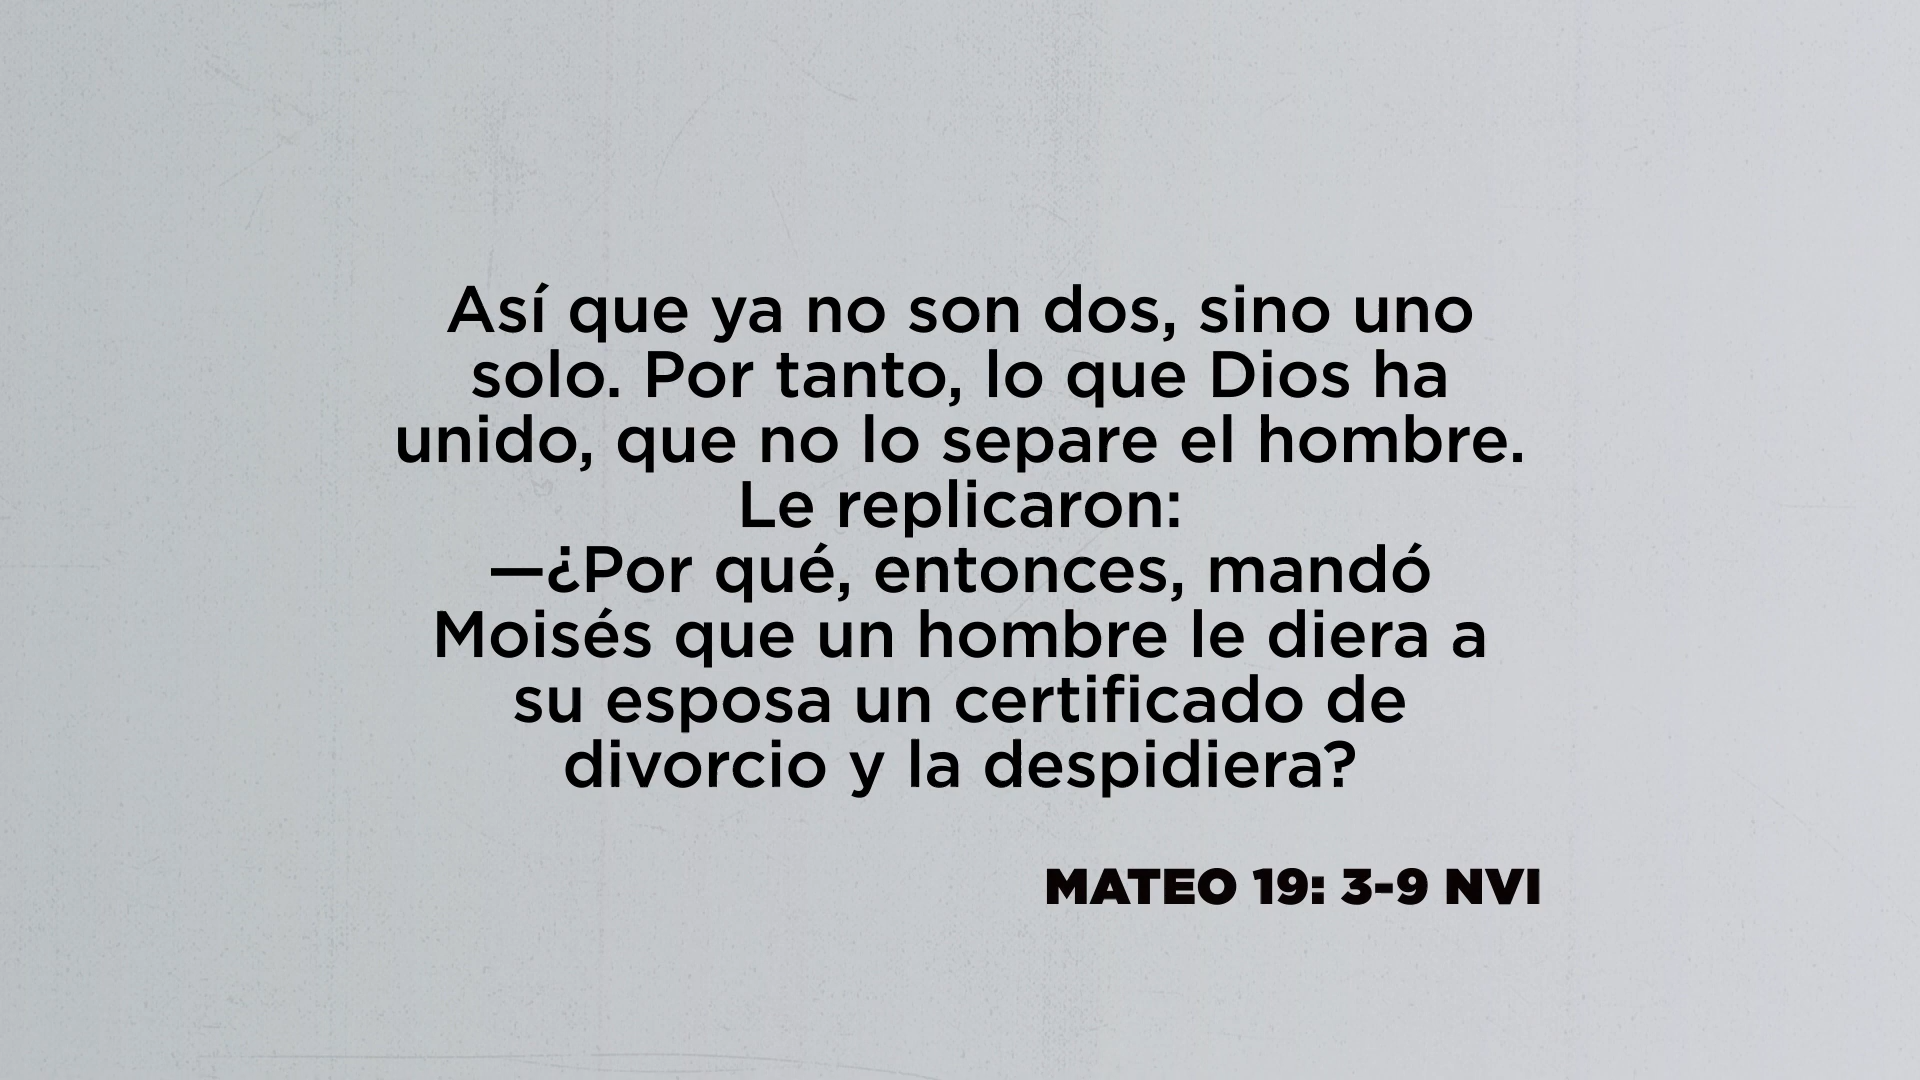 Así que ya no son dos, sino uno
solo. Por tanto, lo que Dios ha
unido, que no lo separe el hombre.
Le replicaron:
—¿Por qué, entonces, mandó
Moisés que un hombre le diera a
su esposa un certificado de
divorcio y la despidiera?
MATEO 19: 3-9 NVI